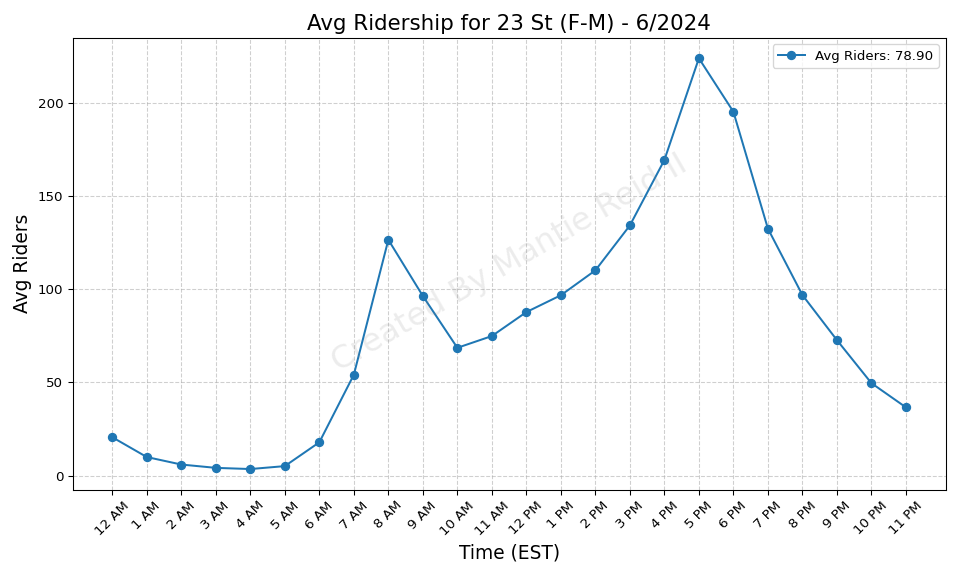 Avg Ridership for 23 St (F-M) - 6/2024
Avg Riders: 78.90
200
150
100
50
0
Avg Riders
Created By Mantle Reid II
12 AM
1 AM
2 AM
3 AM
4 AM
5 AM
6 AM
7 AM
8 AM
9 AM
10 AM
11 AM
12 PM
1 PM
2 PM
3 PM
4 PM
5 PM
6 PM
7 PM
8 PM
9 PM
10 PM
11 PM
Time (EST)